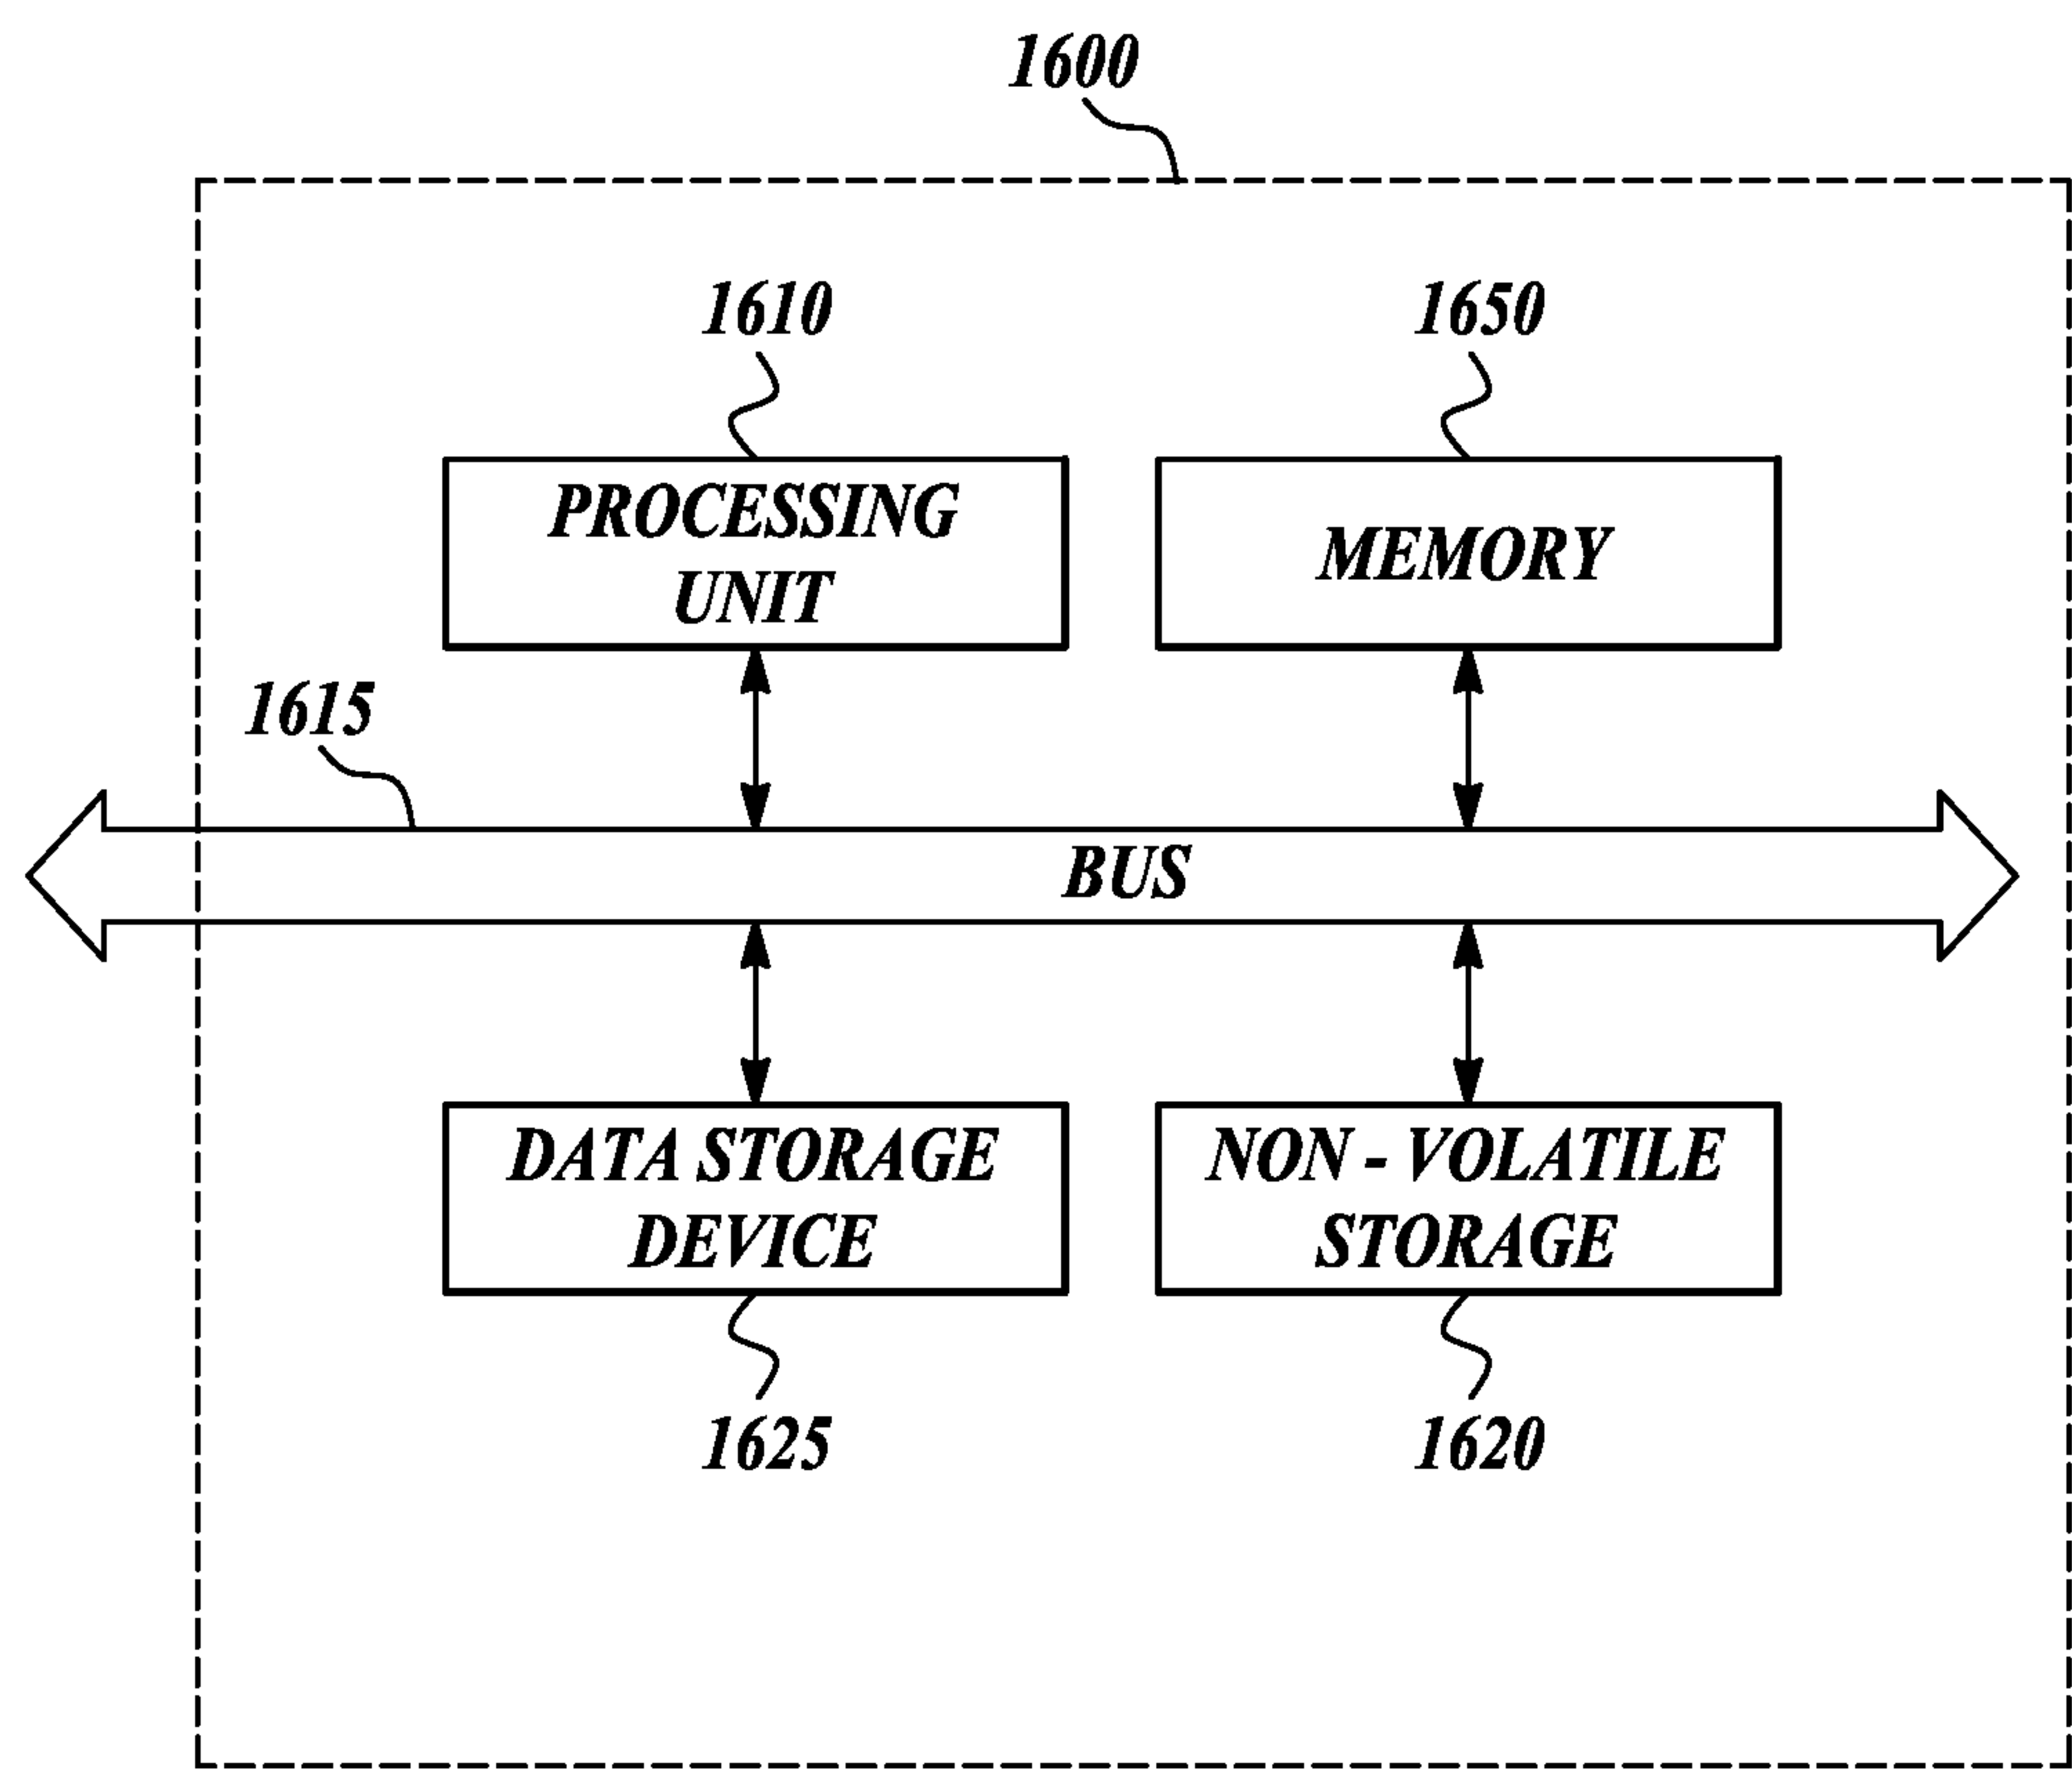 1600
1610
1650
PROCESSING
UNIT
MEMORY
1615
BUS
DATA STORAGE
DEVICE
NON - VOLATILE
STORAGE
1625
1620